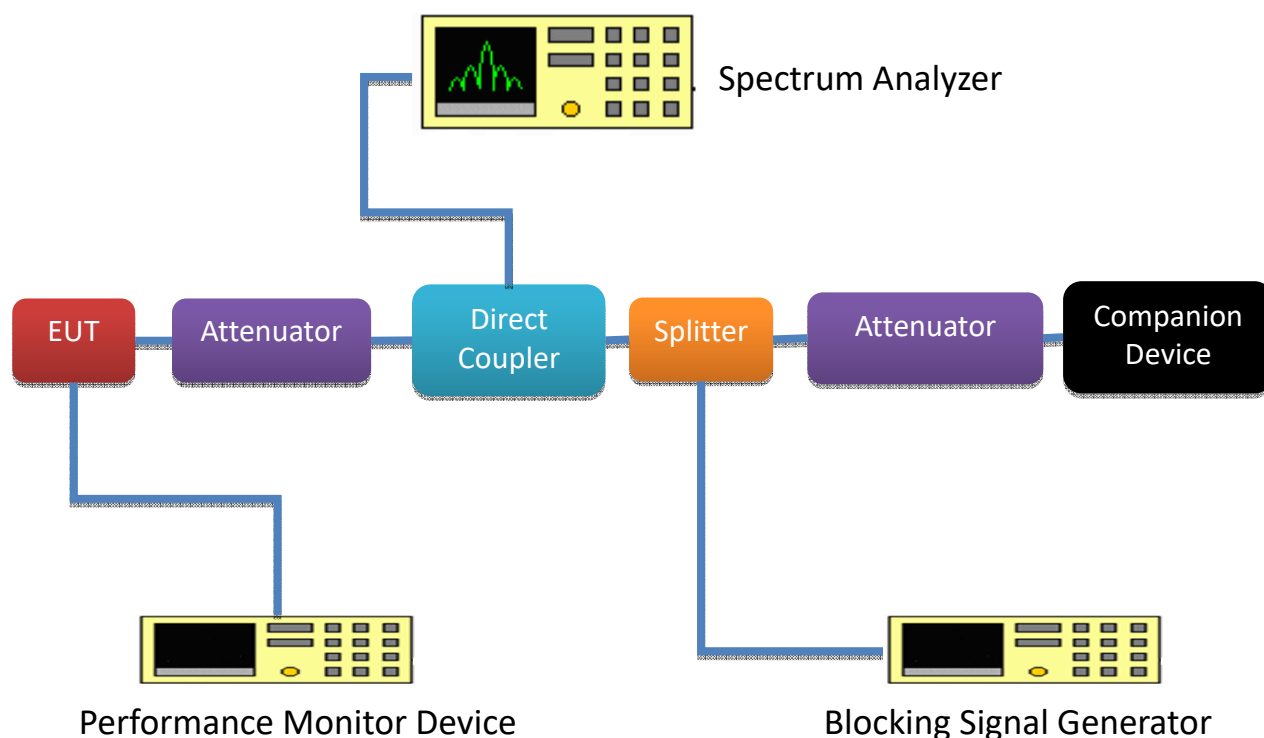 Spectrum Analyzer
EUT
Attenuator
Direct
Coupler
Splitter
Attenuator
Companion
Device
Performance Monitor Device
Blocking Signal Generator